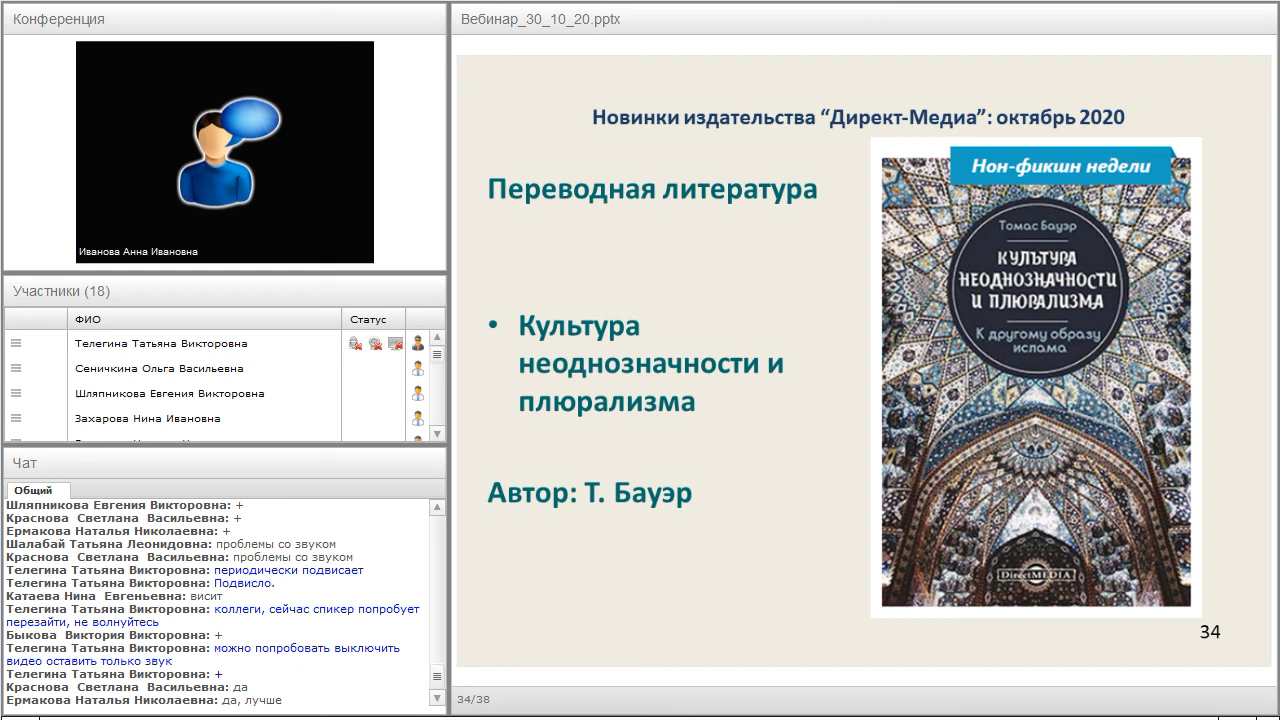 Конференция
Иванова Анна Ивановна
Участники (18)
ФИО
Статус
Телегина Татьяна Викторовна
Сеничкина Ольга Васильевна
Шляпникова Евгения Викторовна
Захарова Нина Ивановна
Чат
Общий
Шляпникова Евгения Викторовна: +
Краснова Светлана Васильевна: +
Ермакова Наталья Николаевна: +
Шалабай Татьяна Леонидовна: проблемы со звуком
Краснова Светлана Васильевна: проблемы со звуком
Телегина Татьяна Викторовна: периодически подвисает
Телегина Татьяна Викторовна: Подвисло.
Катаева Нина Евгеньевна: висит
Телегина Татьяна Викторовна: коллеги, сейчас спикер попробует
перезайти, не волнуйтесь
Быкова Виктория Викторовна: +
Телегина Татьяна Викторовна: можно попробовать выключить
видео оставить только звук
Телегина Татьяна Викторовна: +
Краснова Светлана Васильевна: да
Ермакова Наталья Николаевна: да, лучше
Вебинар_30_10_20.pptx
Новинки издательства “Директ-Медиа”: октябрь 2020
Переводная литература
• Культура
неоднозначности и
плюрализма
Автор: Т. Бауэр
Нон-фикшн недели
Томас Бауэр
КУЛЬТУРА
НЕОДНОЗНАЧНОСТИ
И ПЛЮРАЛИЗМА
К другому образу
ислама
DirectMEDIA
34
34/38